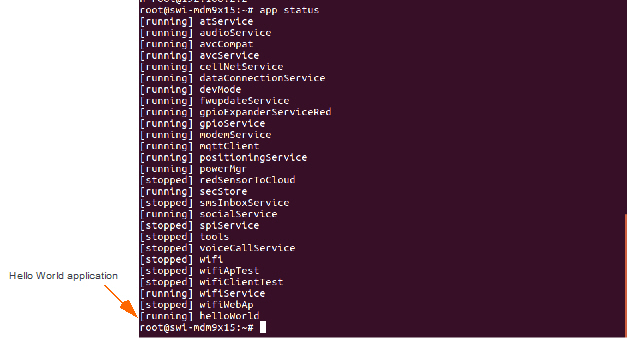 root@swi-mdm9x15:~# app status
[running] atService
[running] audioService
[running] avcCompat
[running] avcService
[running] cellNetService
[running] dataConnectionService
[running] devMode
[running] fwupdateService
[running] gpioExpanderServiceRed
[running] gpioService
[running] modemService
[running] mqttClient
[running] positioningService
[running] powerMgr
[stopped] redSensorToCloud
[running] secStore
[stopped] smsInboxService
[running] socialService
[stopped] spiService
[stopped] tools
[stopped] voiceCallService
[stopped] wifi
[stopped] wifiApTest
[stopped] wifiClientTest
[running] wifiService
[stopped] wifiWebAp
[running] helloWorld
root@swi-mdm9x15:~#
Hello World application